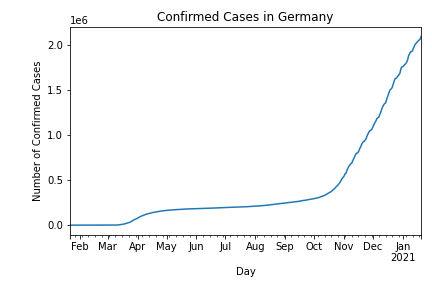 Confirmed Cases in Germany
1e6
Number of Confirmed Cases
2.0
1.5
1.0
0.5
0.0
Feb Mar Apr May Jun Jul Aug Sep Oct Nov Dec Jan
2021
Day